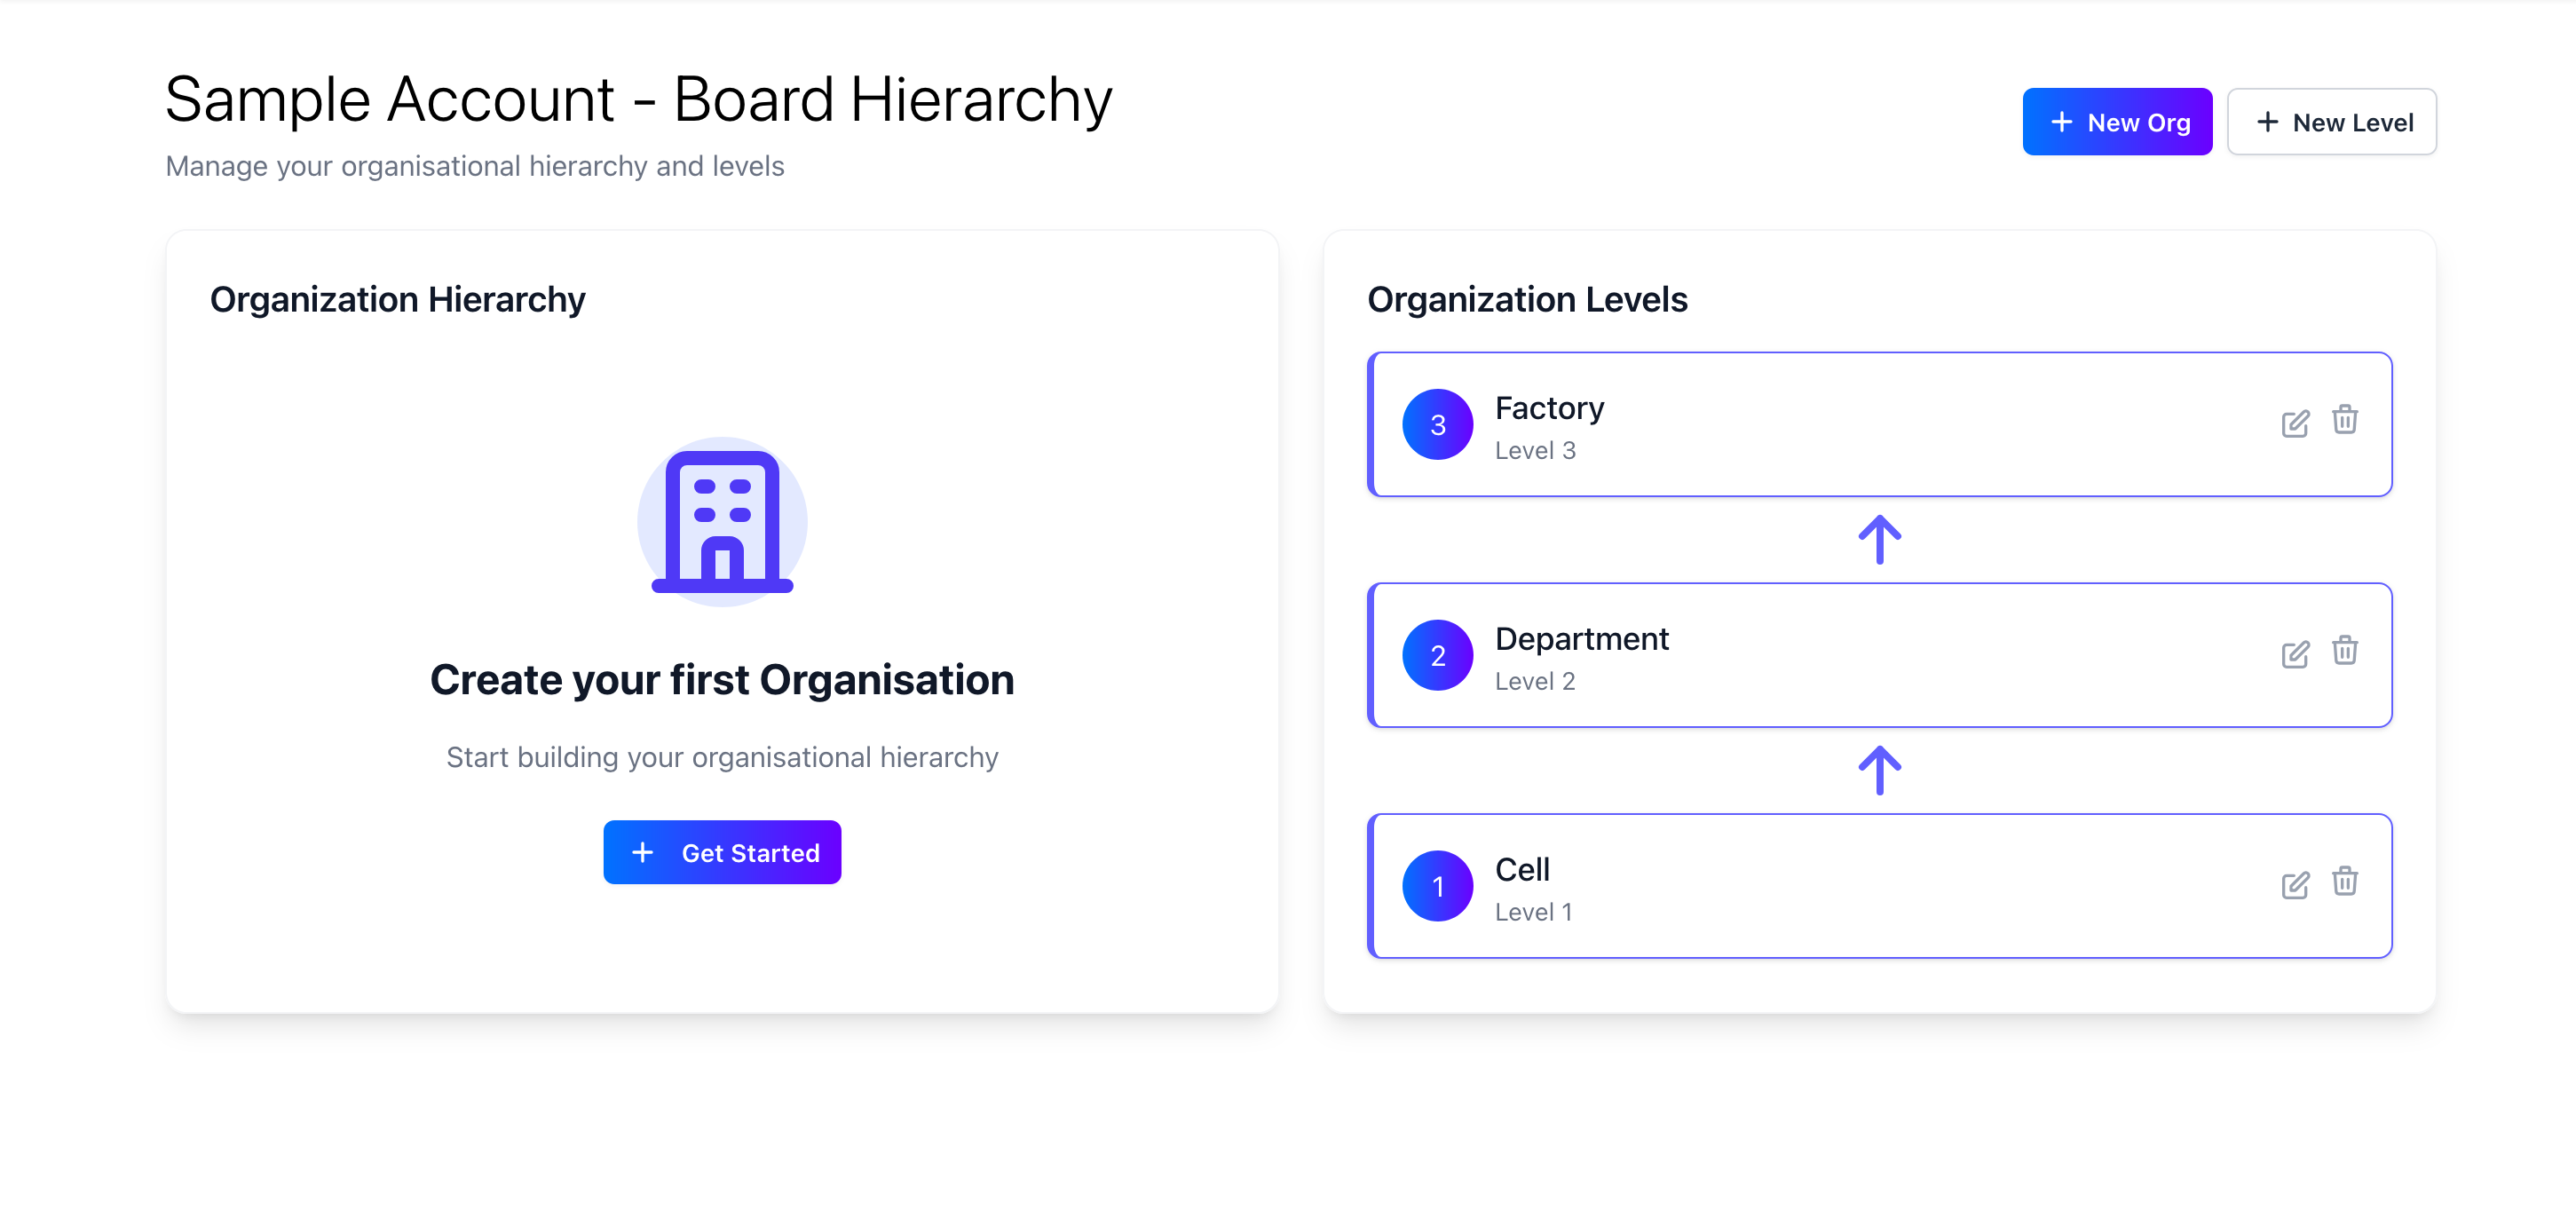 Sample Account - Board Hierarchy
Manage your organisational hierarchy and levels
New Org
New Level
Organization Hierarchy
Create your first Organisation
Start building your organisational hierarchy
Get Started
Organization Levels
3
Factory
Level 3
2
Department
Level 2
1
Cell
Level 1